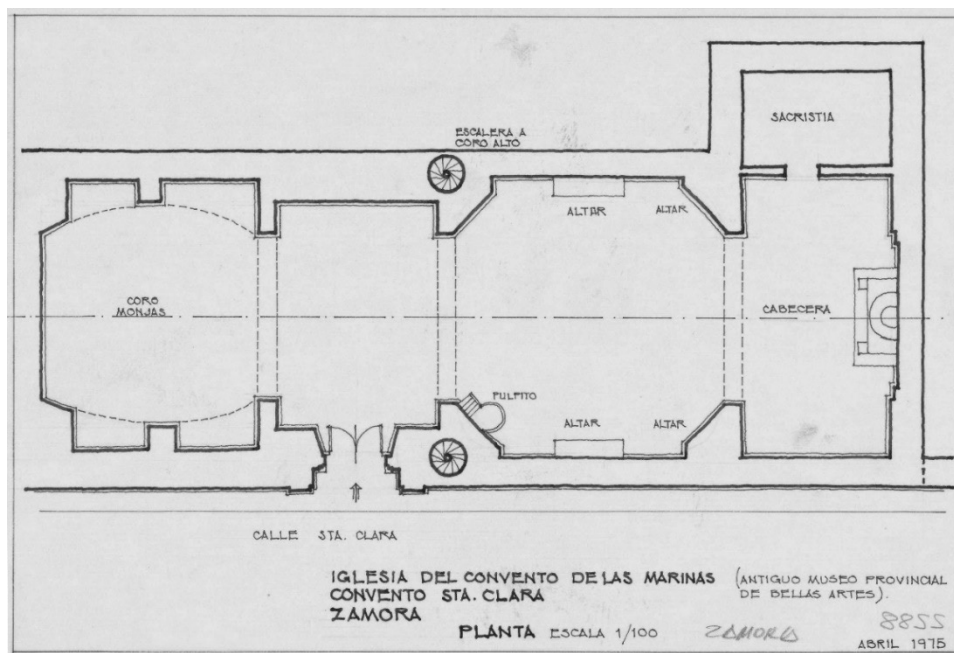 SACRISTIA
ESCALERA A
CORO ALTO
ALTAR
ALTAR
CORO
MONJAS
CABECERA
PULPITO
ALTAR
ALTAR
CALLE STA. CLARA
IGLESIA DEL CONVENTO DE LAS MARINAS (ANTIGUO MUSEO PROVINCIAL
CONVENTO STA. CLARA DE BELLAS ARTES).
ZAMORA
PLANTA ESCALA 1/100 ZAMORA 8822
ABRIL 1975